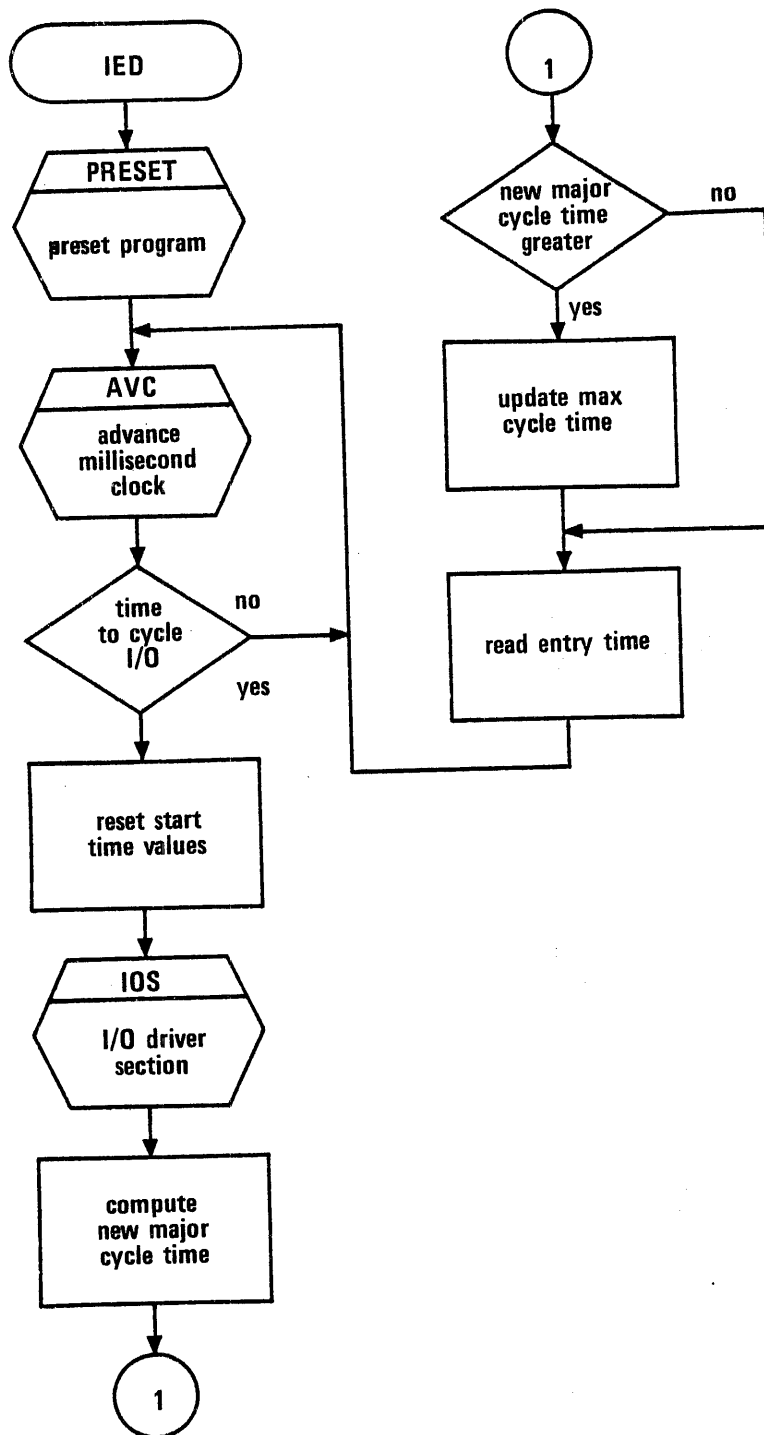 IED
PRESET
preset program
AVC
advance
millisecond
clock
time
to cycle
I/O
no
yes
reset start
time values
IOS
I/O driver
section
compute
new major
cycle time
1
1
new major
cycle time
greater
no
yes
update max
cycle time
read entry time